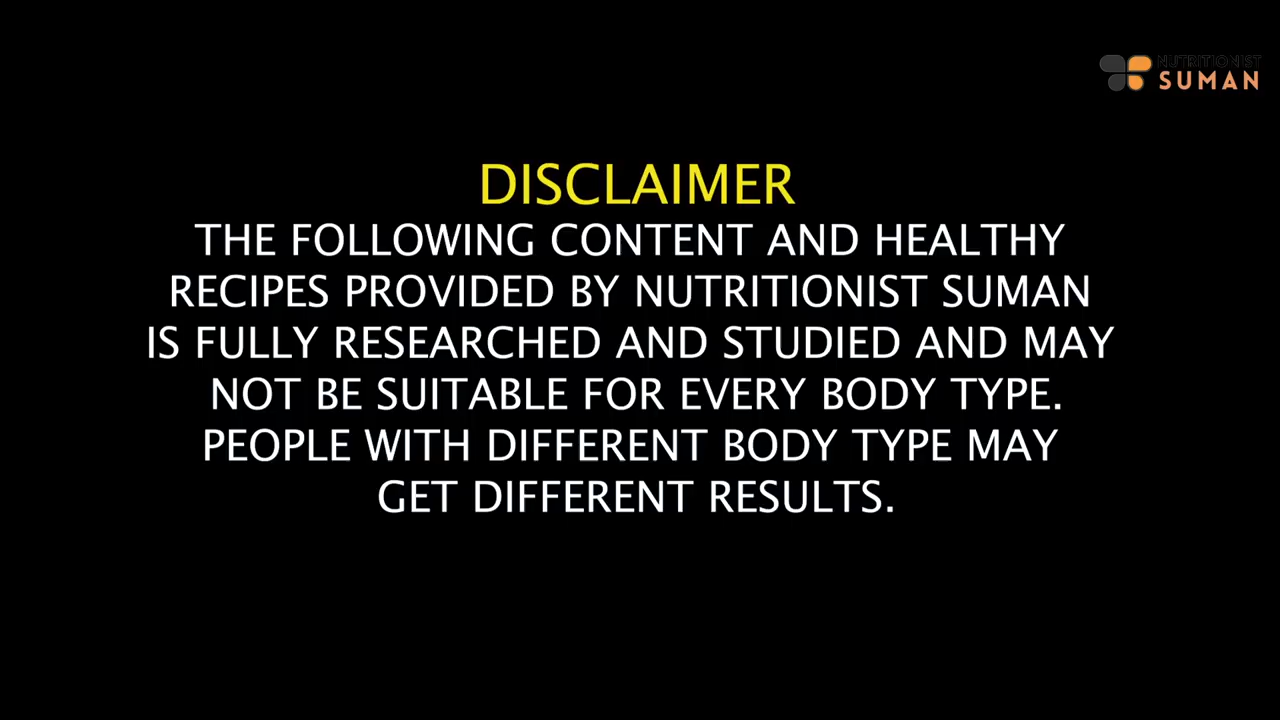 NUTRITIONIST
SUMAN
DISCLAIMER
THE FOLLOWING CONTENT AND HEALTHY
RECIPES PROVIDED BY NUTRITIONIST SUMAN
IS FULLY RESEARCHED AND STUDIED AND MAY
NOT BE SUITABLE FOR EVERY BODY TYPE.
PEOPLE WITH DIFFERENT BODY TYPE MAY
GET DIFFERENT RESULTS.